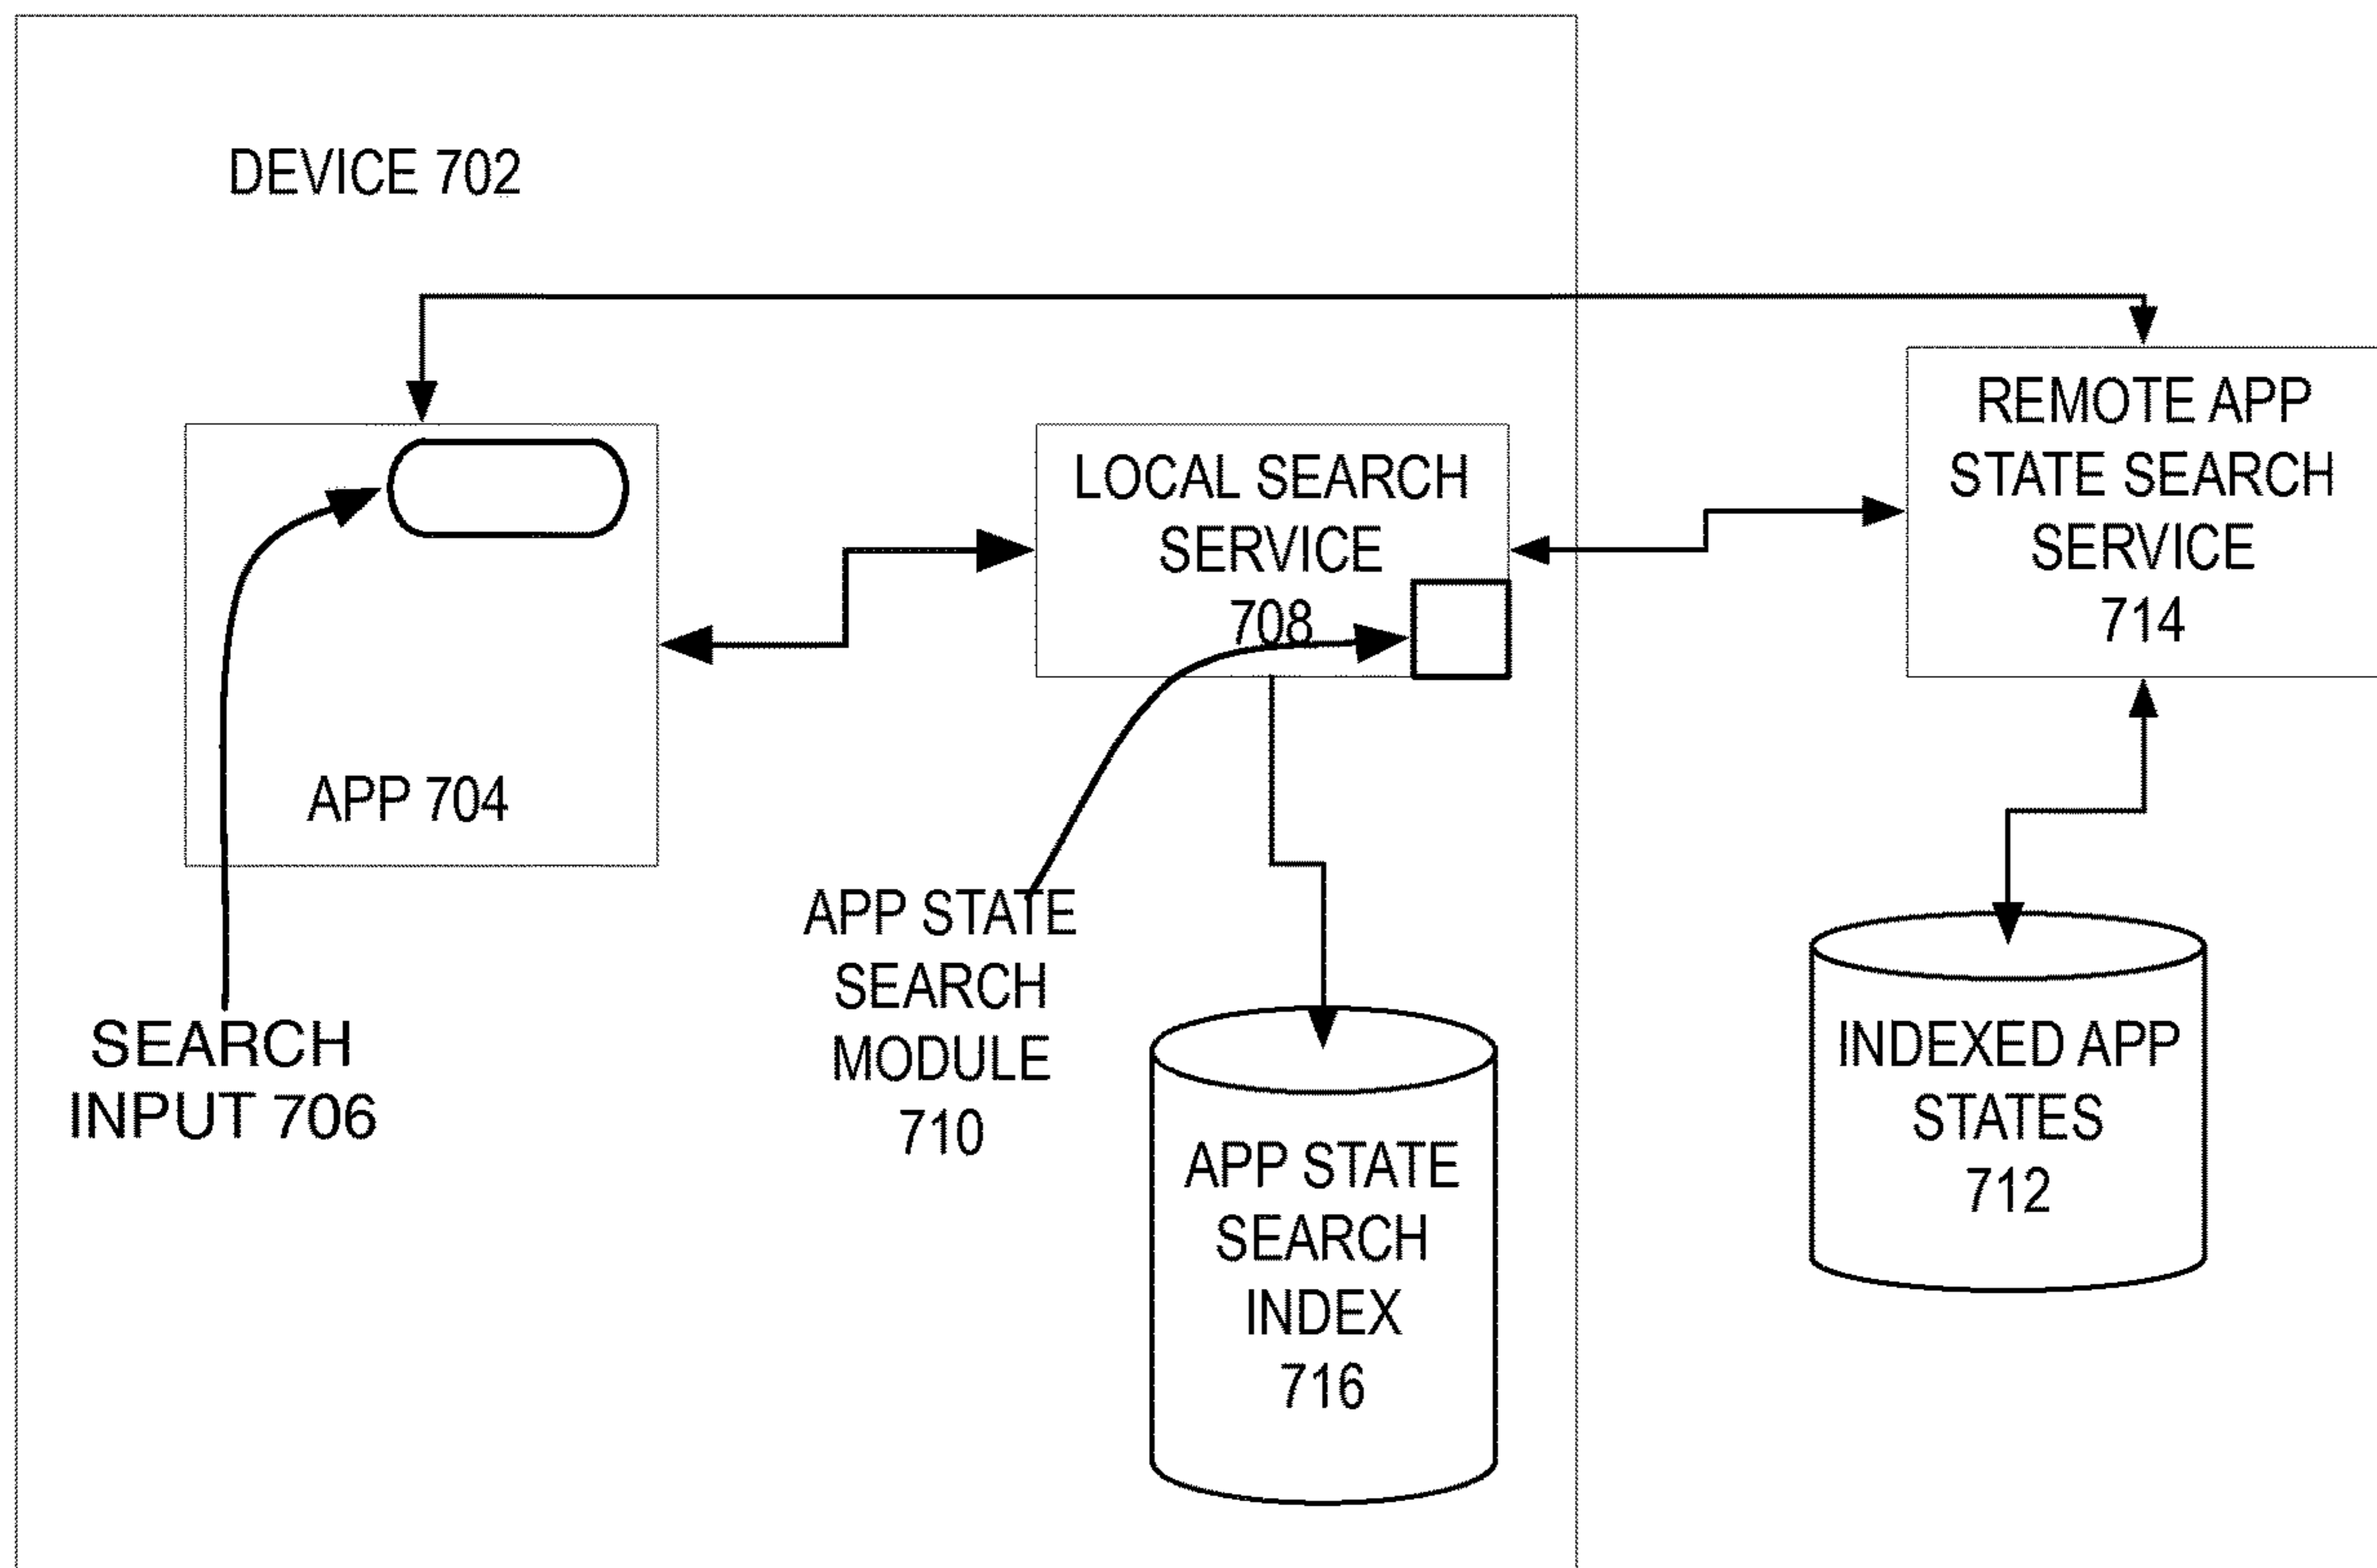 DEVICE 702
REMOTE APP
STATE SEARCH
SERVICE
714
LOCAL SEARCH
SERVICE
708
APP 704
APP STATE
SEARCH
MODULE
710
SEARCH
INPUT 706
APP STATE
SEARCH
INDEX
716
INDEXED APP
STATES
712